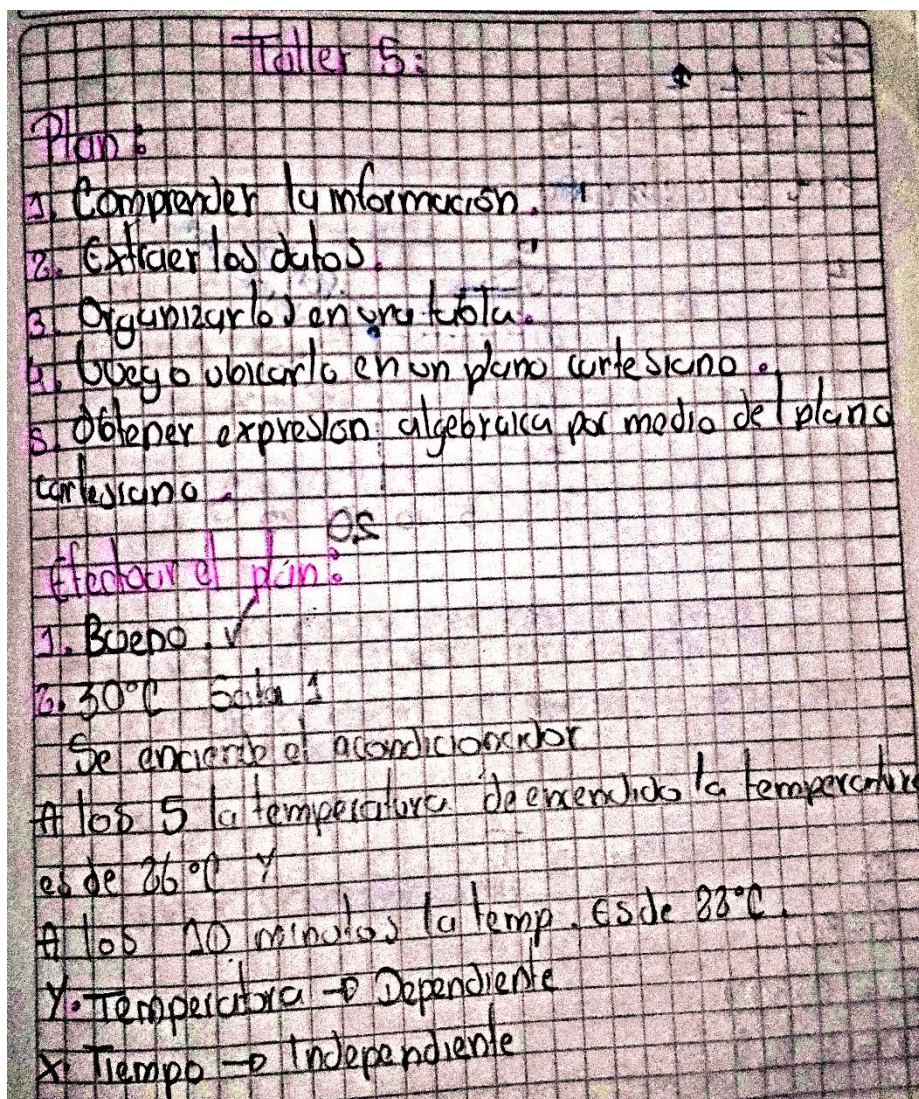 Taller 5:
Plan:
1. Comprender la información.
2. Extraer los datos.
3. Organizarlos en una tabla.
4. Luego ubicarlo en un plano cartesiano.
5. Obtener expresion algebraica por medio del plano
cartesiano.
Efectuar el plan:
1. Bueno. ✓
2. 30°C Sala 1
Se enciende el acondicionador
A los 5 la temperatura de encendido la temperatura
es de 26°C y
A los 10 minutos la temp. es de 22°C.
Y. Temperatura → Dependiente
X. Tiempo → Independiente